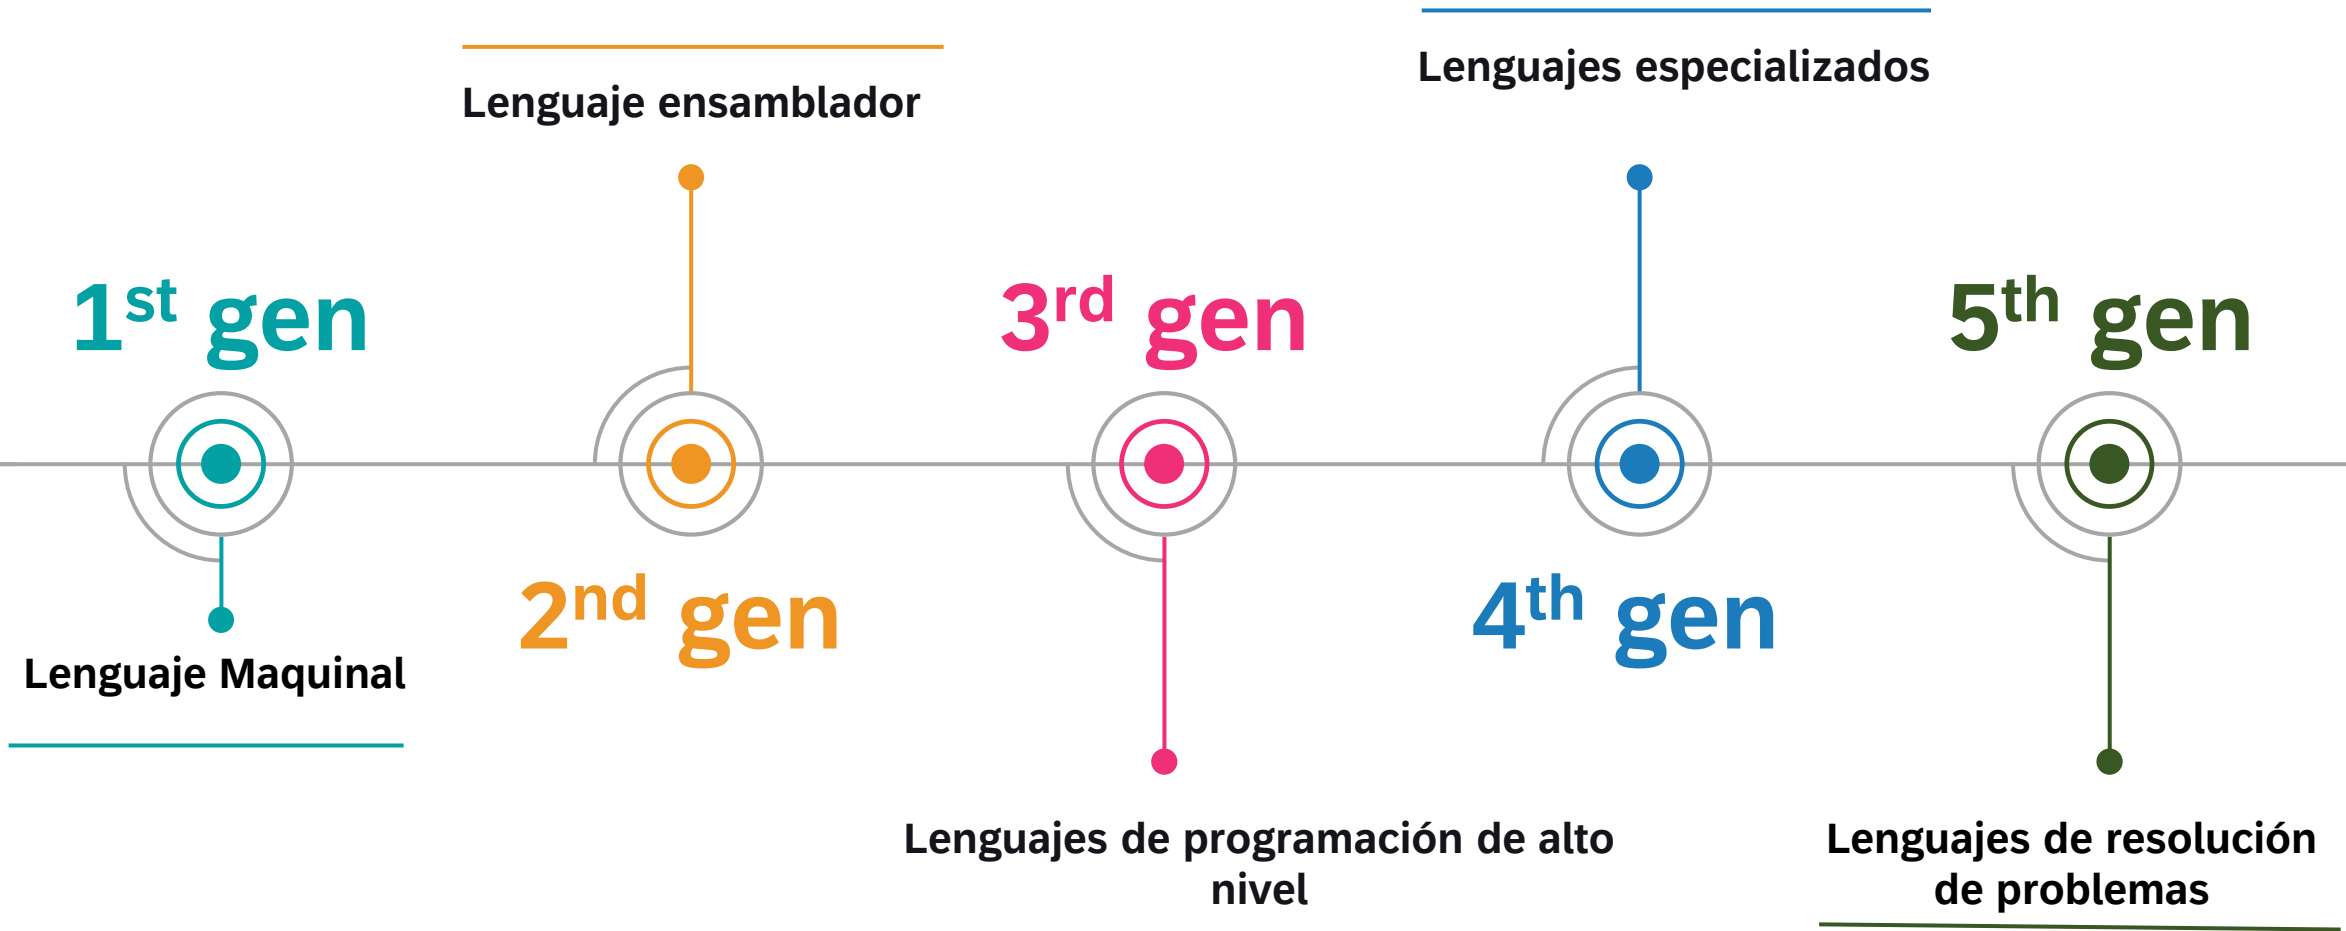 Lenguajes especializados
Lenguaje ensamblador
1st gen
3rd gen
5th gen
2nd gen
4th gen
Lenguaje Maquinal
Lenguajes de programación de alto
nivel
Lenguajes de resolución
de problemas